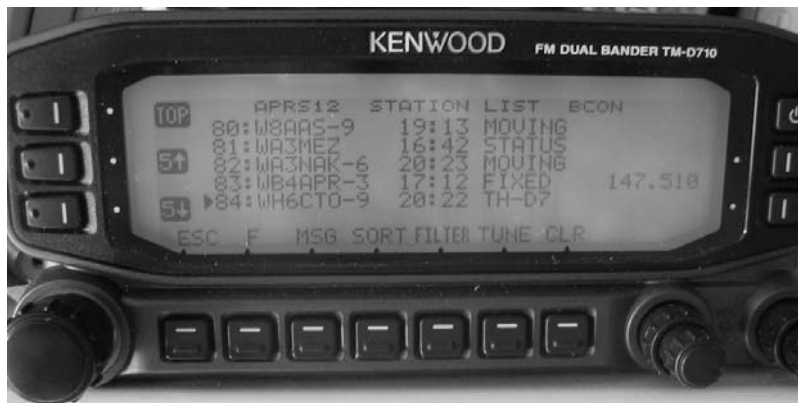 KENWOOD FM DUAL BANDER TM-D710
TOP APRS12 STATION LIST BCON
80:W8AAS-9 19:13 MOVING
81:WA3MEZ 16:42 STATUS
5↑ 82:WA3NAK-6 20:23 MOVING
83:WB4APR-3 17:12 FIXED 147.510
5↓ ▶84:WH6CTO-9 20:22 TH-D7
ESC F MSG SORT FILTER TUNE CLR